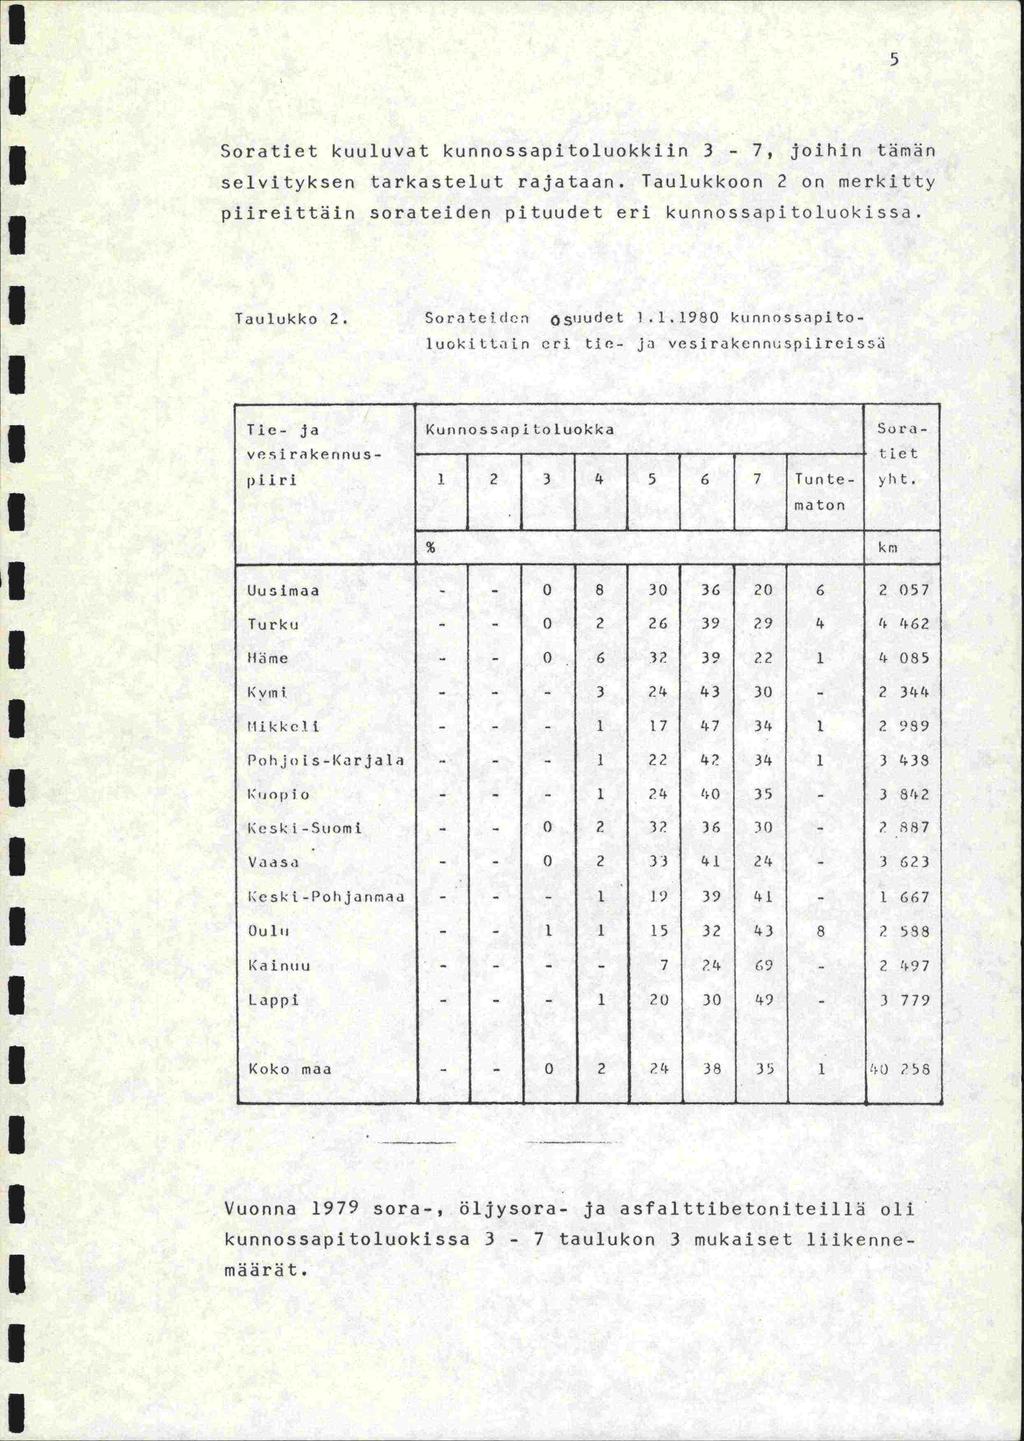 5
Soratiet kuuluvat kunnossapitoluokkiin 3 - 7, joihin tämän
selvityksen tarkastelut rajataan. Taulukkoon 2 on merkitty
piireittäin sorateiden pituudet eri kunnossapitoluokissa.
Taulukko 2. Sorateiden osuudet 1.1.1980 kunnossapito-
luokittain eri tie- ja vesirakennuspiireissä
Tie- ja Kunnossapitoluokka Sora-
vesirakennus- tiet
piiri 1 2 3 4 5 6 7 Tunte- yht.
maton
% km
Uusimaa - - 0 8 30 36 20 6 2 057
Turku - - 0 2 26 39 29 4 4 462
Häme - - 0 6 32 39 22 1 4 085
Kymi - - - 3 24 43 30 - 2 344
Mikkeli - - - 1 17 47 34 1 2 989
Pohjois-Karjala - - - 1 22 42 34 1 3 438
Kuopio - - - 1 24 40 35 - 3 842
Keski-Suomi - - 0 2 32 36 30 - 2 887
Vaasa - - 0 2 33 41 24 - 3 623
Keski-Pohjanmaa - - - 1 19 39 41 - 1 667
Oulu - - 1 1 15 32 43 8 2 588
Kainuu - - - - 7 24 69 - 2 497
Lappi - - - 1 20 30 49 - 3 779
Koko maa - - 0 2 24 38 35 1 40 258
Vuonna 1979 sora-, öljysora- ja asfalttibetoniteillä oli
kunnossapitoluokissa 3 - 7 taulukon 3 mukaiset liikenne-
määrät.